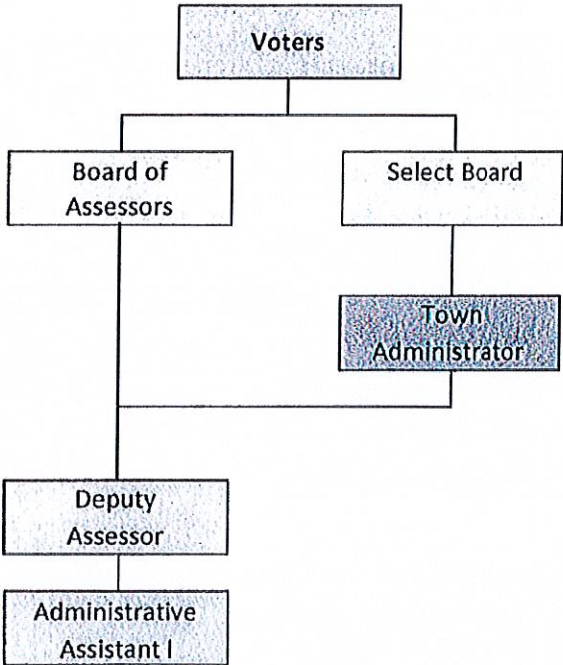 Voters
Board of
Assessors
Select Board
Town
Administrator
Deputy
Assessor
Administrative
Assistant I